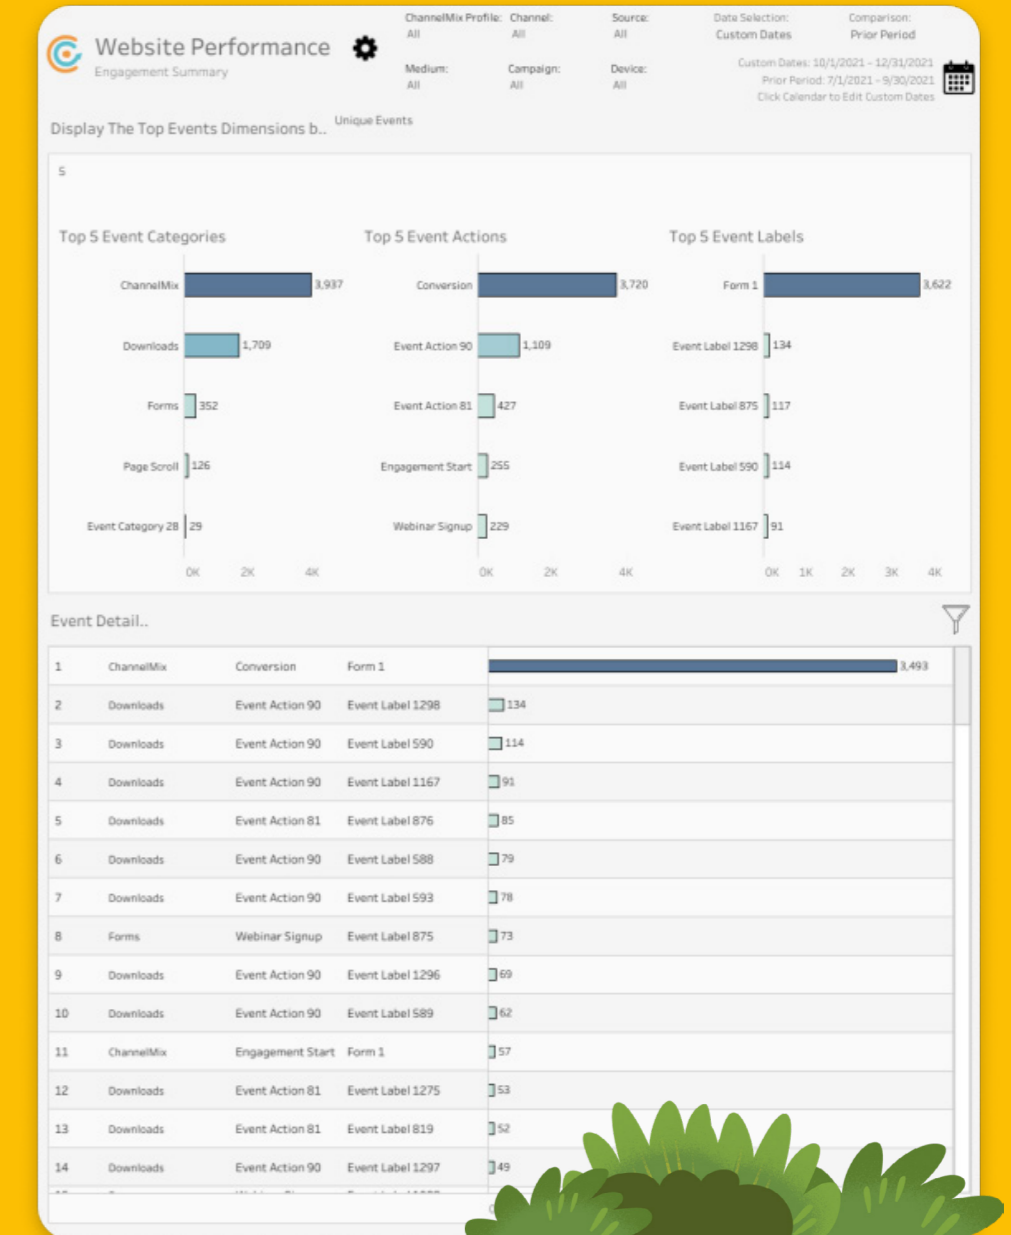 Website Performance
Engagement Summary
ChannelMix Profile: Channel: Source: Date Selection: Comparison:
All All All Custom Dates Prior Period
Medium: Campaign: Device:
All All All
Custom Dates: 10/1/2021 - 12/31/2021
Prior Period: 7/1/2021 - 9/30/2021
Click Calendar to Edit Custom Dates
Display The Top Events Dimensions b.. Unique Events
5
Top 5 Event Categories
ChannelMix 3,937
Downloads 1,709
Forms 352
Page Scroll 126
Event Category 28 29
0K 2K 4K
Top 5 Event Actions
Conversion 3,720
Event Action 90 1,109
Event Action 81 427
Engagement Start 255
Webinar Signup 229
0K 2K 4K
Top 5 Event Labels
Form 1 3,622
Event Label 1298 134
Event Label 875 117
Event Label 590 114
Event Label 1167 91
0K 1K 2K 3K 4K
Event Detail..
1 ChannelMix Conversion Form 1 3,493
2 Downloads Event Action 90 Event Label 1298 134
3 Downloads Event Action 90 Event Label 590 114
4 Downloads Event Action 90 Event Label 1167 91
5 Downloads Event Action 81 Event Label 876 85
6 Downloads Event Action 90 Event Label 588 79
7 Downloads Event Action 90 Event Label 593 78
8 Forms Webinar Signup Event Label 875 73
9 Downloads Event Action 90 Event Label 1296 69
10 Downloads Event Action 90 Event Label 589 62
11 ChannelMix Engagement Start Form 1 57
12 Downloads Event Action 81 Event Label 1275 53
13 Downloads Event Action 81 Event Label 819 52
14 Downloads Event Action 90 Event Label 1297 49